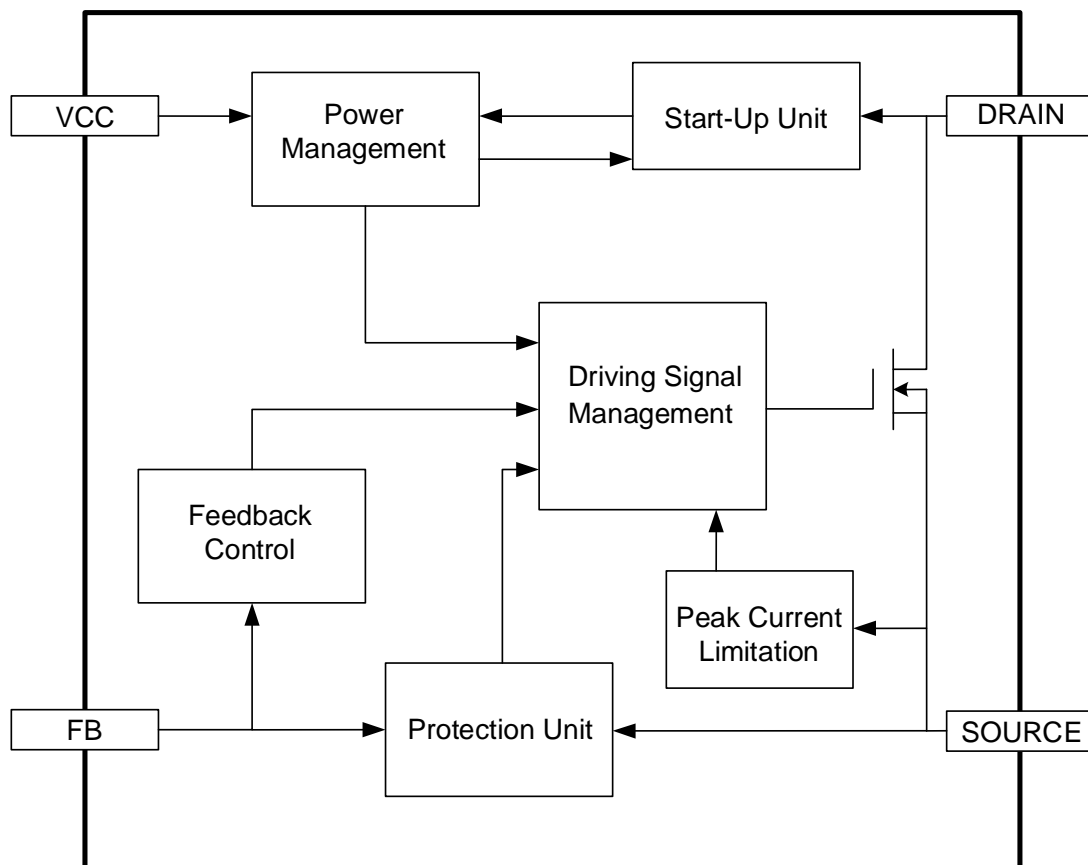 VCC
Power
Management
Start-Up Unit
DRAIN
Driving Signal
Management
Feedback
Control
Peak Current
Limitation
FB
Protection Unit
SOURCE